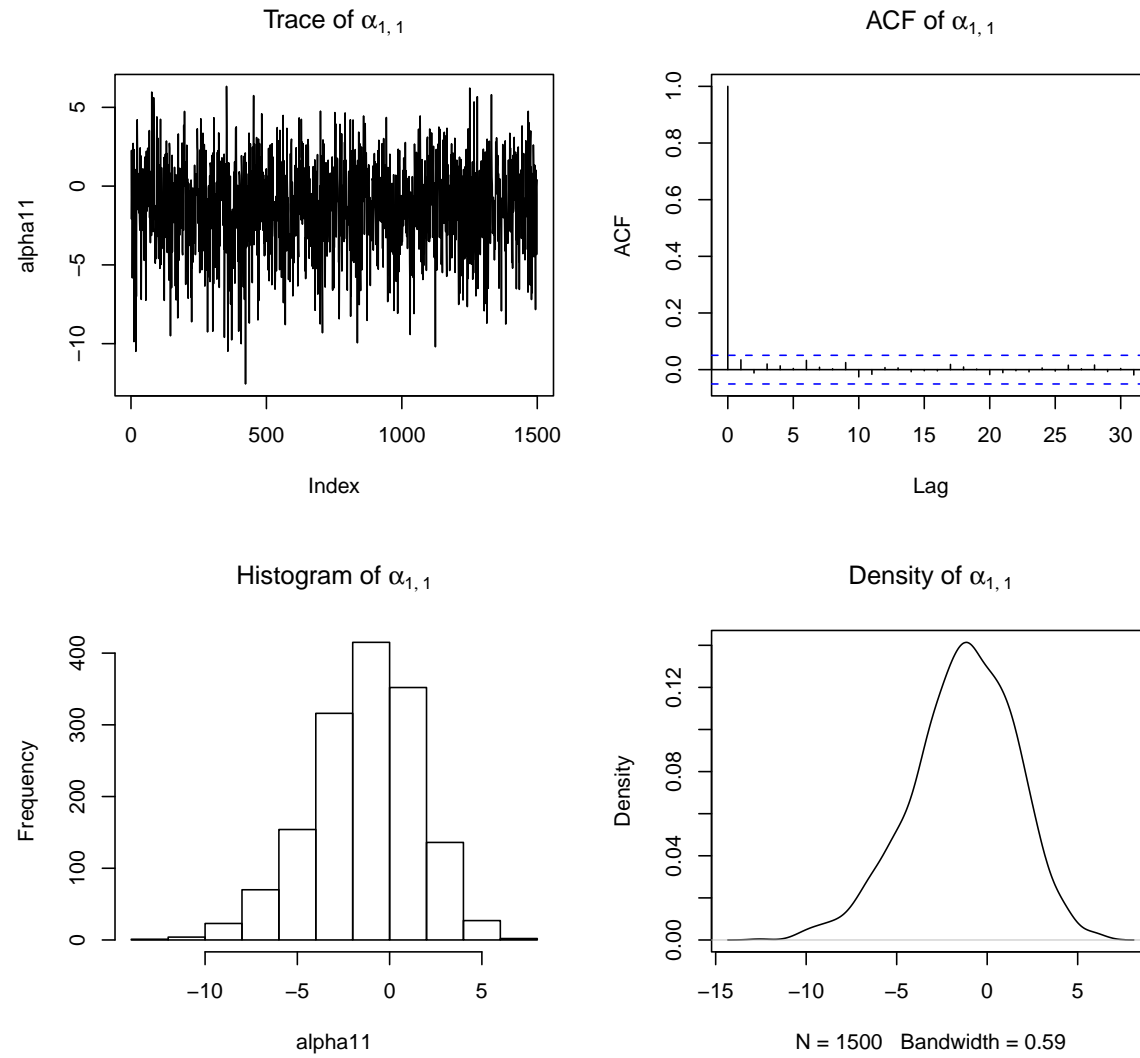 Trace of α1, 1
alpha11
5
0
−5
−10
0 500 1000 1500
Index
ACF of α1, 1
ACF
1.0
0.8
0.6
0.4
0.2
0.0
0 5 10 15 20 25 30
Lag
Histogram of α1, 1
Frequency
400
300
200
100
0
−10 −5 0 5
alpha11
Density of α1, 1
Density
0.12
0.08
0.04
0.00
−15 −10 −5 0 5
N = 1500 Bandwidth = 0.59